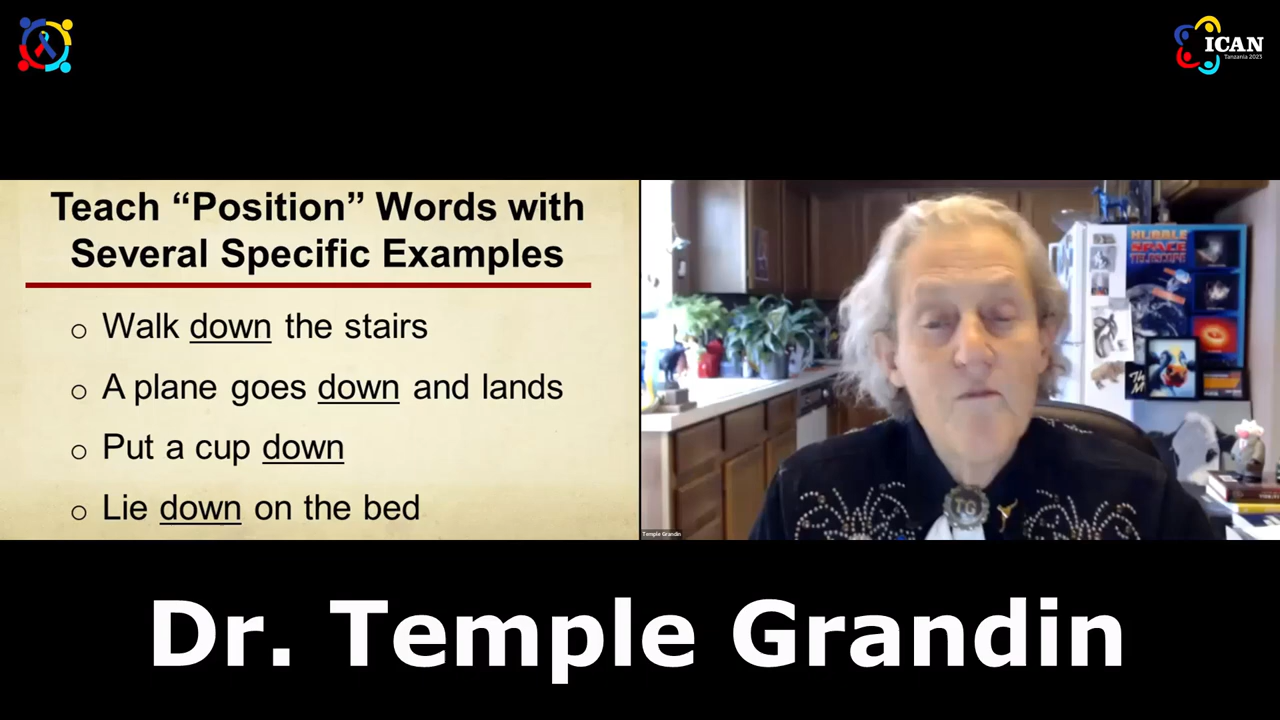 ICAN
Tanzania 2023
Teach “Position” Words with
Several Specific Examples
Walk down the stairs
A plane goes down and lands
Put a cup down
Lie down on the bed
HUBBLE
SPACE
TELESCOPE
TG
Temple Grandin
Dr. Temple Grandin